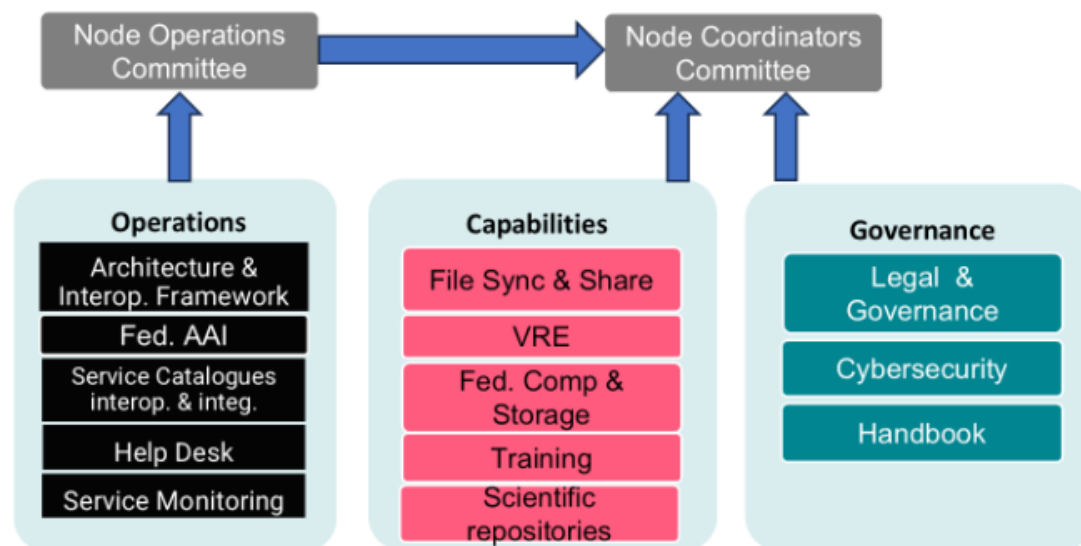 Node Operations
Committee
Node Coordinators
Committee
Operations
Architecture &
Interop. Framework
Fed. AAI
Service Catalogues
interop. & integ.
Help Desk
Service Monitoring
Capabilities
File Sync & Share
VRE
Fed. Comp &
Storage
Training
Scientific
repositories
Governance
Legal &
Governance
Cybersecurity
Handbook